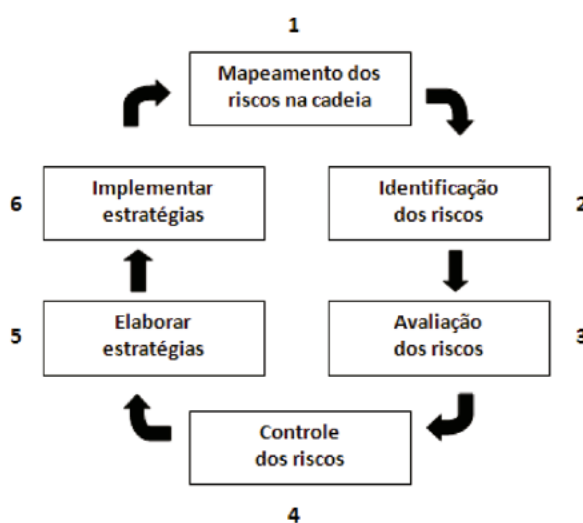 1
Mapeamento dos
riscos na cadeia
6
Implementar
estratégias
Identificação
dos riscos
2
5
Elaborar
estratégias
Avaliação
dos riscos
3
Controle
dos riscos
4